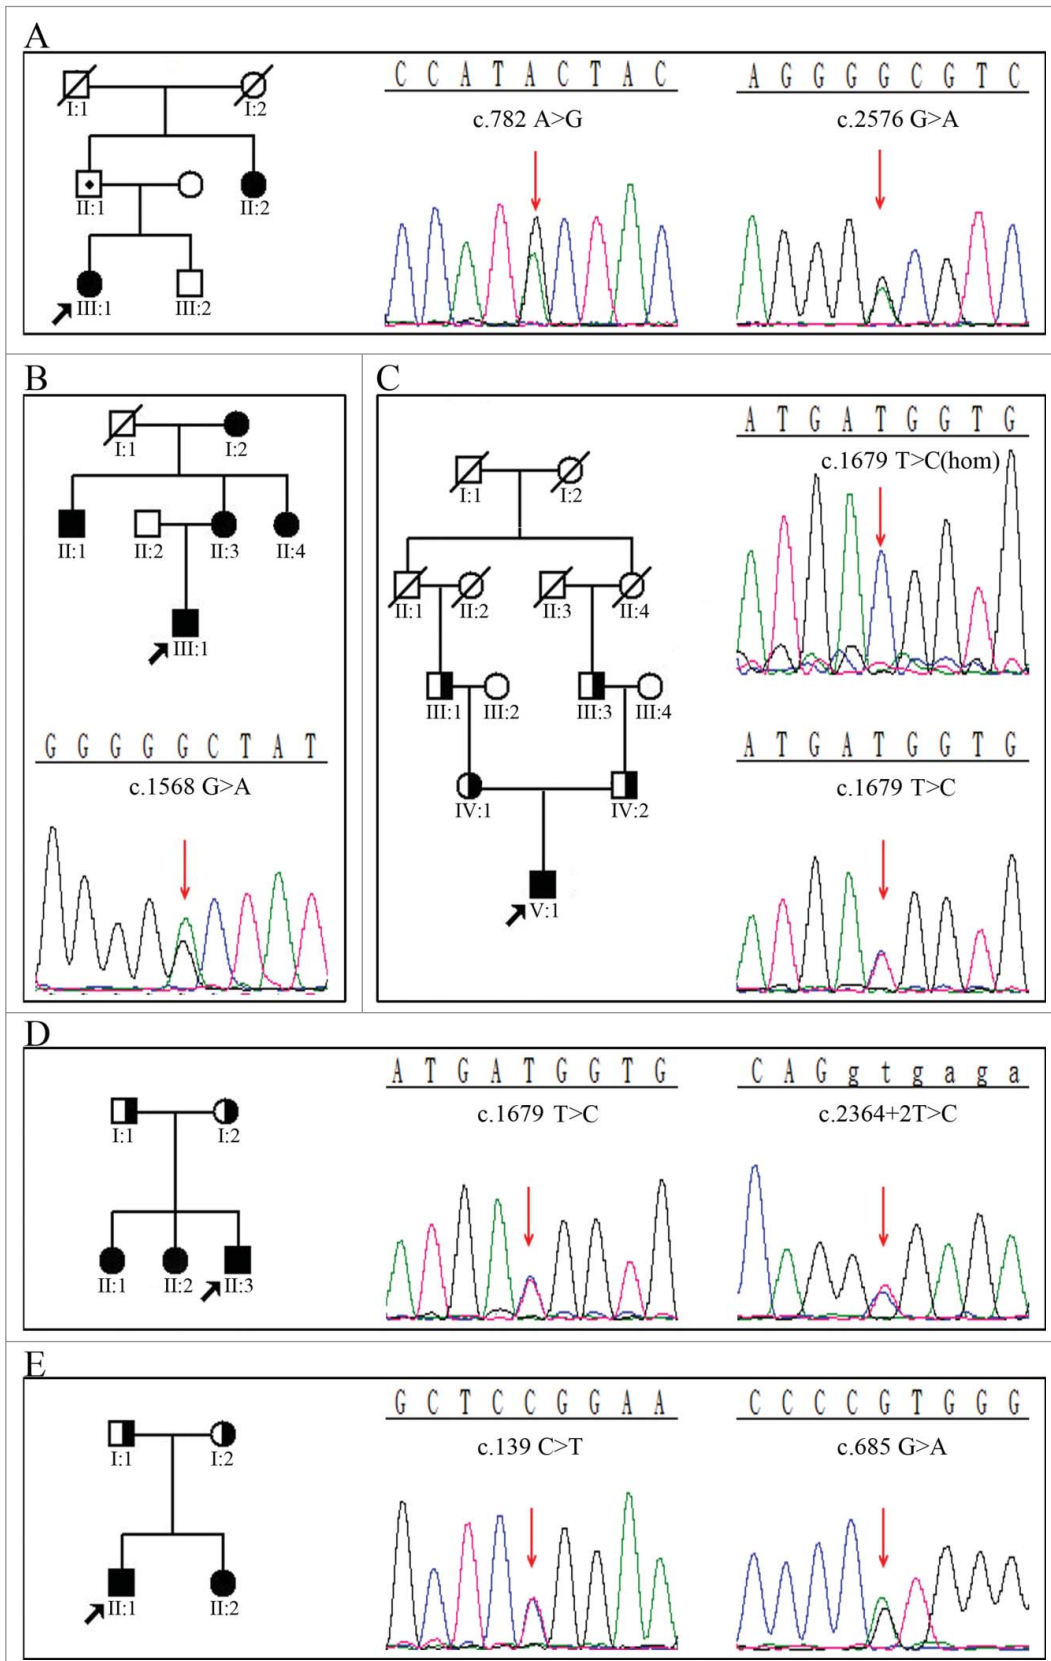 A
I:1 I:2
II:1 II:2
III:1 III:2
C C A T A C T A C
c.782 A>G
A G G G G C G T C
c.2576 G>A
B
I:1 I:2
II:1 II:2 II:3 II:4
III:1
G G G G G C T A T
c.1568 G>A
C
I:1 I:2
II:1 II:2 II:3 II:4
III:1 III:2 III:3 III:4
IV:1 IV:2
V:1
A T G A T G G T G
c.1679 T>C(hom)
A T G A T G G T G
c.1679 T>C
D
I:1 I:2
II:1 II:2 II:3
A T G A T G G T G
c.1679 T>C
C A G g t g a g a
c.2364+2T>C
E
I:1 I:2
II:1 II:2
G C T C C G G A A
c.139 C>T
C C C C G T G G G
c.685 G>A